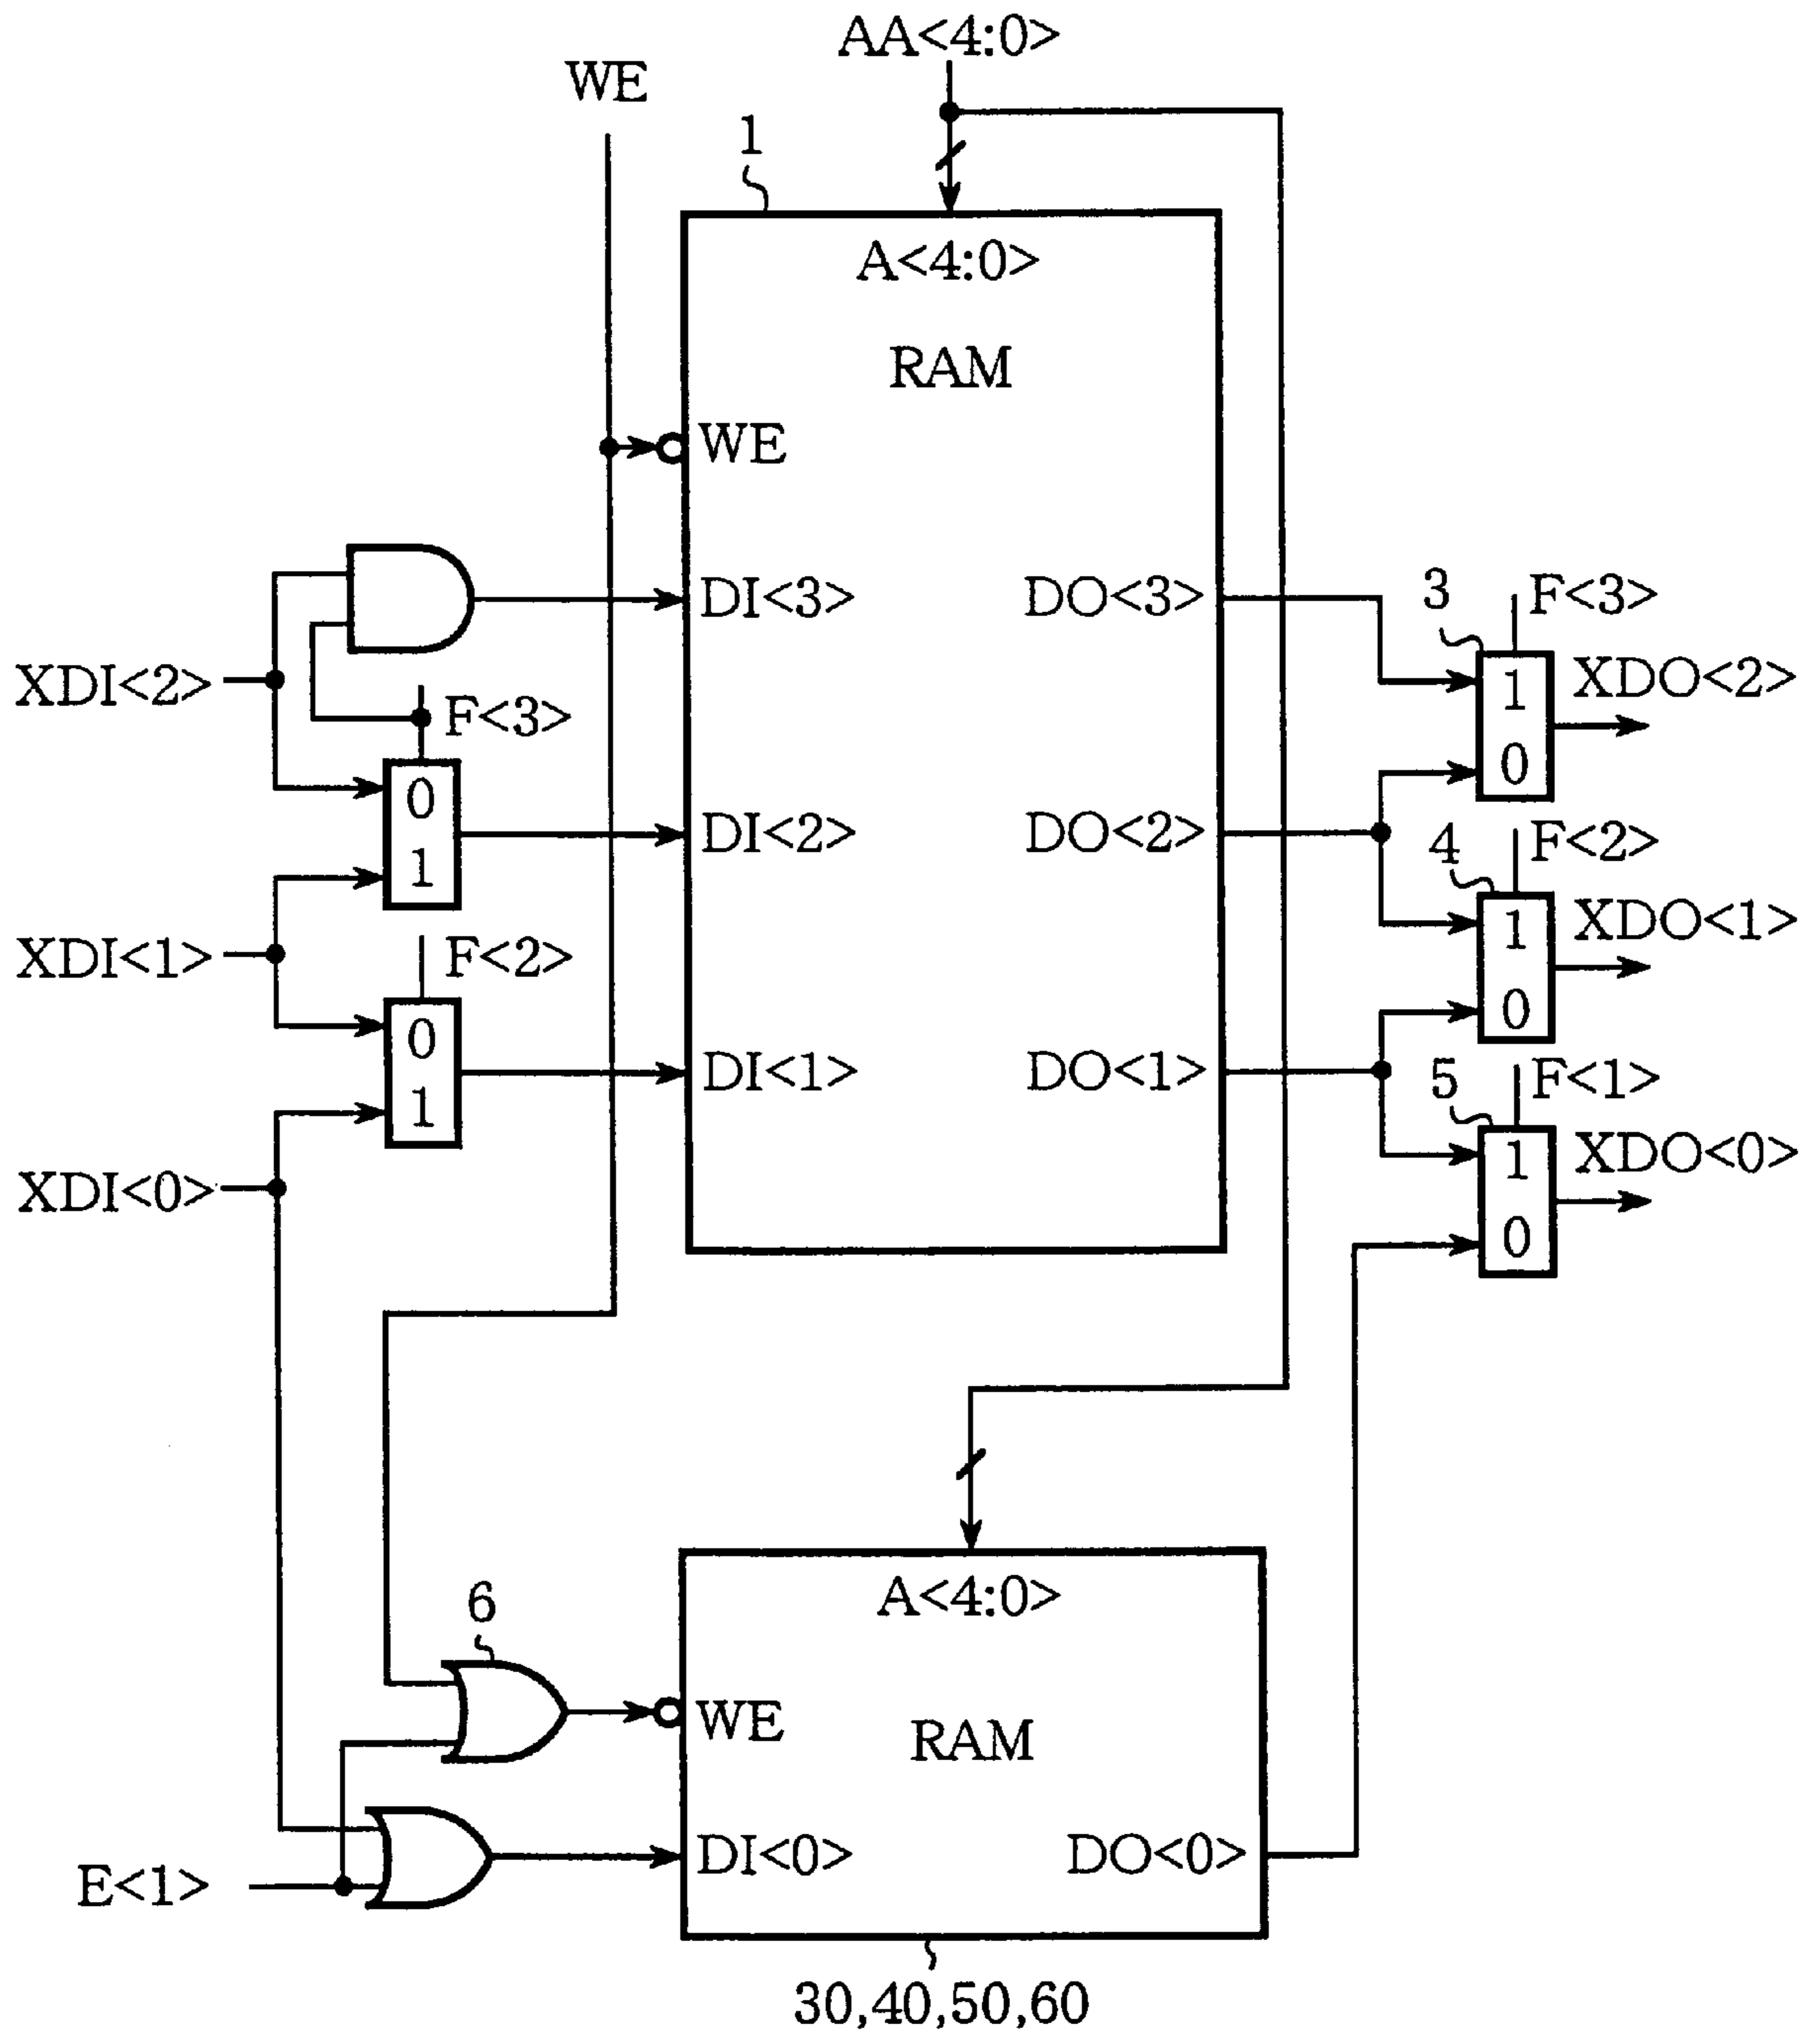 AA<4:0>
WE
1
A<4:0>
RAM
WE
DI<3>
DO<3>
3
F<3>
XDI<2>
F<3>
1
XDO<2>
0
0
DI<2>
DO<2>
4
F<2>
1
XDI<1>
F<2>
1
XDO<1>
0
0
DI<1>
DO<1>
5
F<1>
1
XDI<0>
1
XDO<0>
0
6
A<4:0>
WE
RAM
E<1>
DI<0>
DO<0>
30,40,50,60